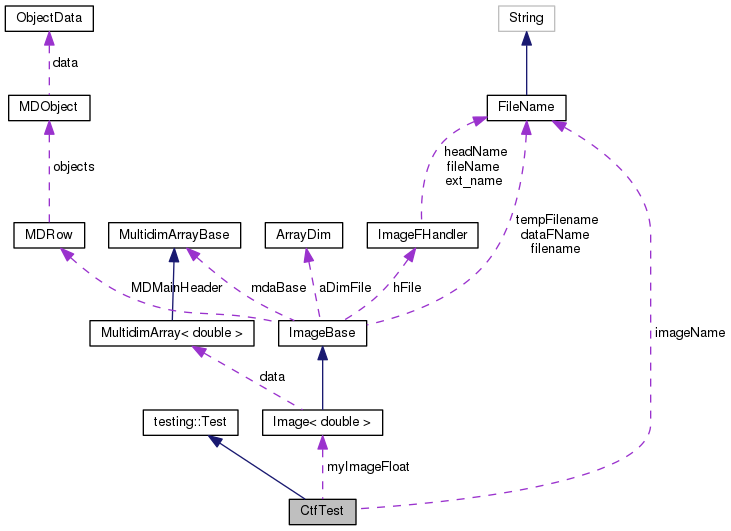 ObjectData
String
data
MDObject
FileName
headName
fileName
ext_name
objects
tempFilename
dataFName
filename
MDRow
MultidimArrayBase
ArrayDim
ImageFHandler
MDMainHeader
mdaBase
aDimFile
hFile
MultidimArray< double >
ImageBase
imageName
data
testing::Test
Image< double >
myImageFloat
CtfTest